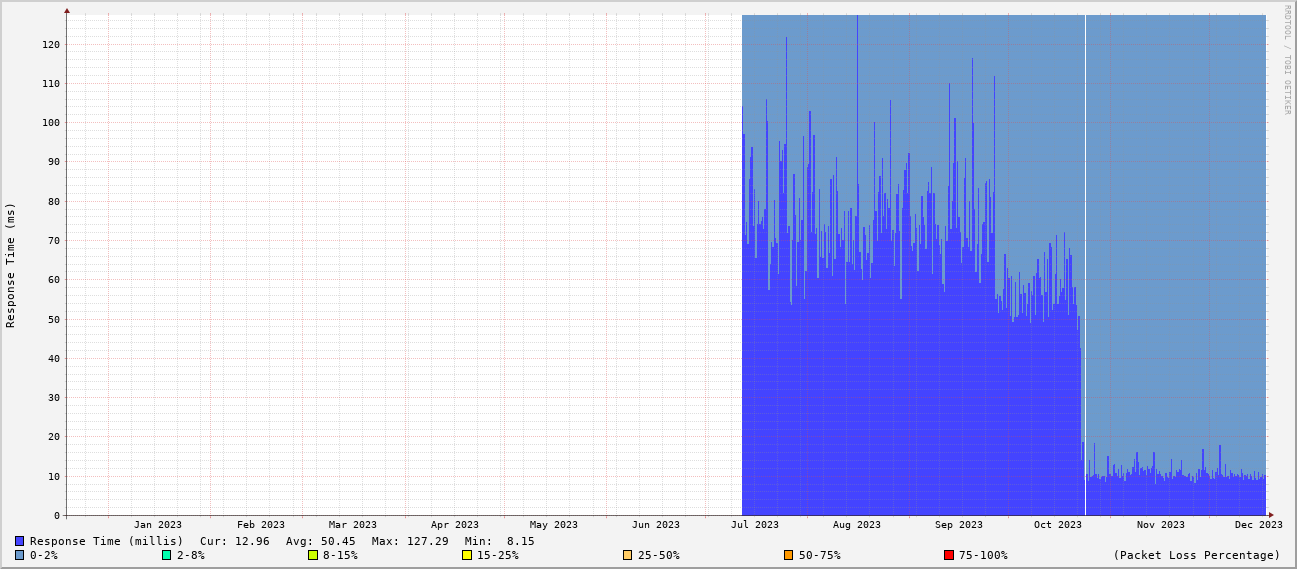 RRDTOOL / TOBI OETIKER
Response Time (ms)
120
110
100
90
80
70
60
50
40
30
20
10
0
Jan 2023 Feb 2023 Mar 2023 Apr 2023 May 2023 Jun 2023 Jul 2023 Aug 2023 Sep 2023 Oct 2023 Nov 2023 Dec 2023
Response Time (millis) Cur: 12.96 Avg: 50.45 Max: 127.29 Min: 8.15
0-2% 2-8% 8-15% 15-25% 25-50% 50-75% 75-100% (Packet Loss Percentage)